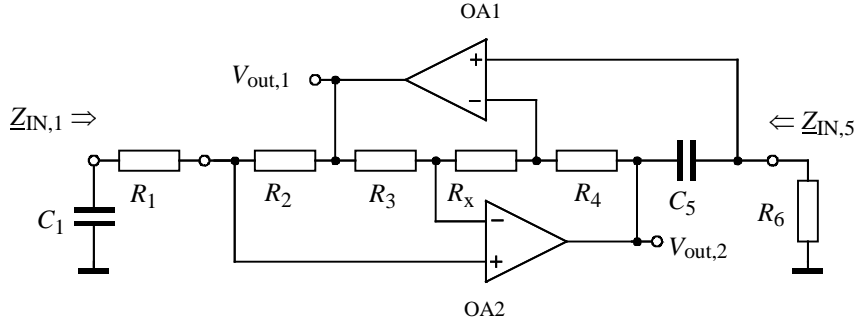 OA1
V_out,1
+
−
Z_IN,1 ⇒
⇐ Z_IN,5
R_1
R_2
R_3
R_x
R_4
C_5
C_1
R_6
−
+
V_out,2
OA2